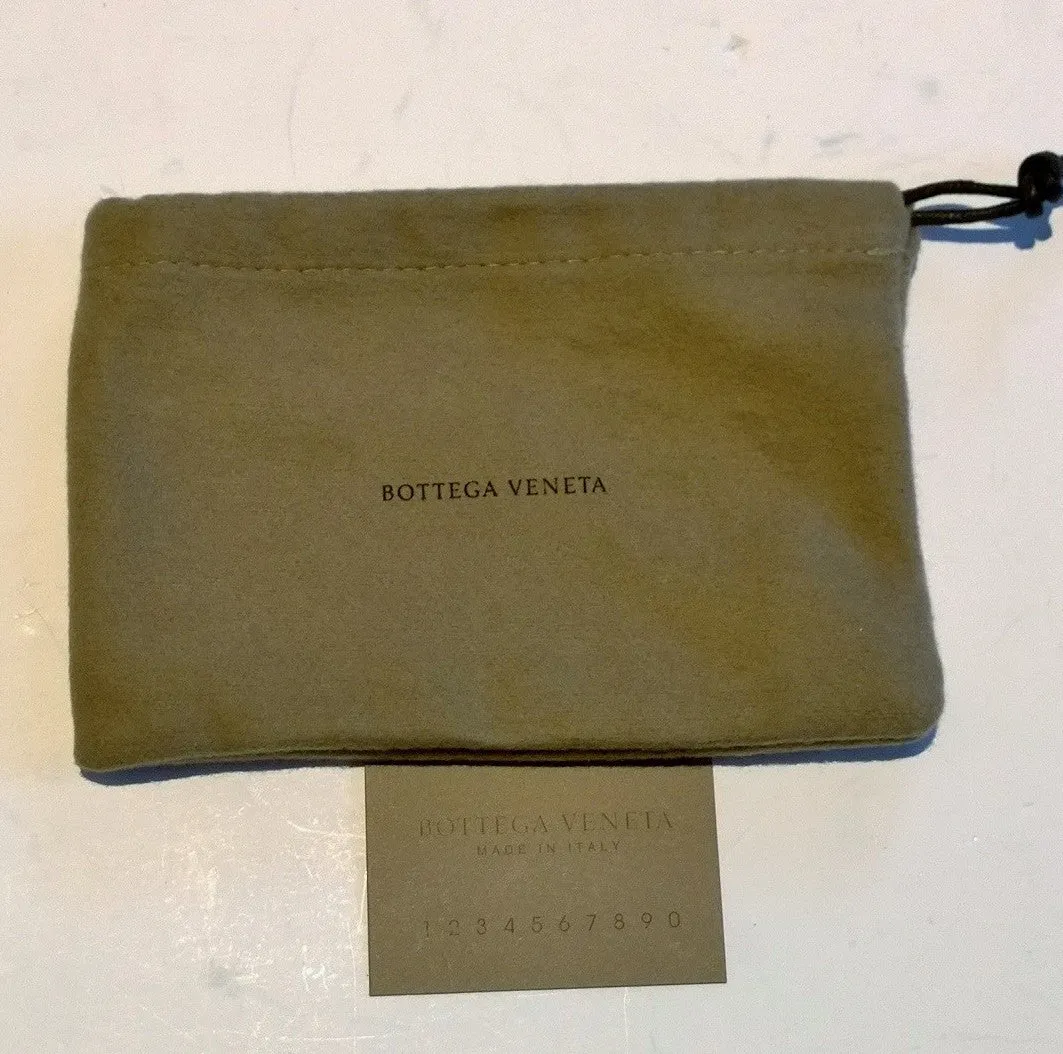 BOTTEGA VENETA
BOTTEGA VENETA
MADE IN ITALY
1 2 3 4 5 6 7 8 9 0